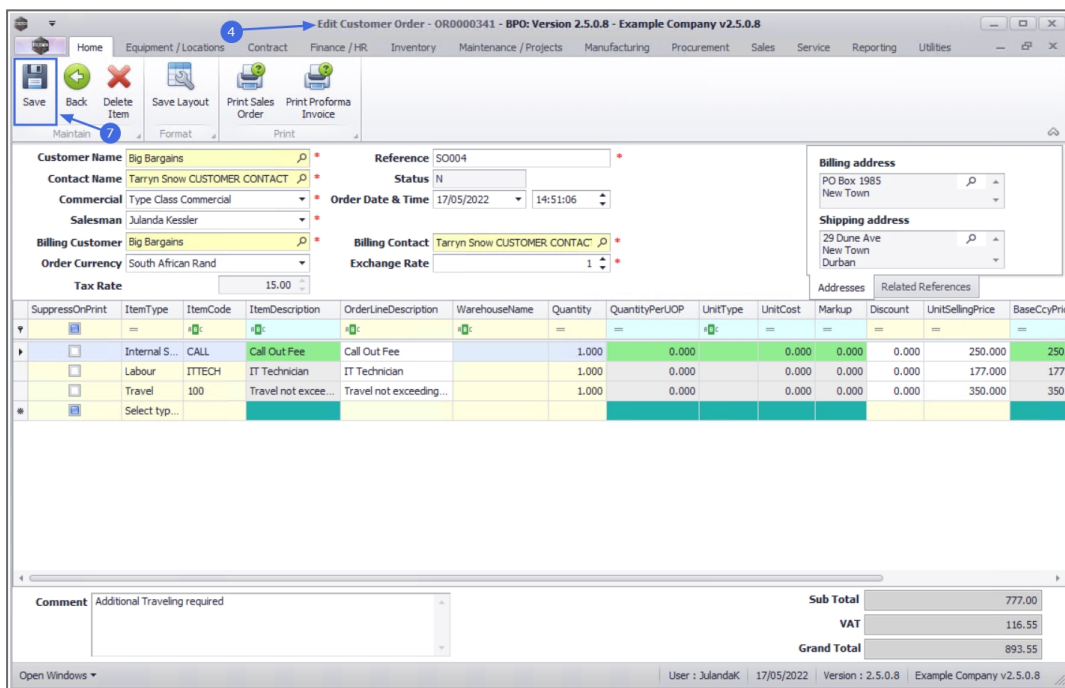 4
Edit Customer Order - OR0000341 - BPO: Version 2.5.0.8 - Example Company v2.5.0.8
Home Equipment / Locations Contract Finance / HR Inventory Maintenance / Projects Manufacturing Procurement Sales Service Reporting Utilities
Save Back Delete Item Save Layout Print Sales Order Print Proforma Invoice
Maintain 7 Format Print
Customer Name Big Bargains * Reference SO004 *
Contact Name Tarryn Snow CUSTOMER CONTACT * Status N
Commercial Type Class Commercial * Order Date & Time 17/05/2022 14:51:06
Salesman Julanda Kessler *
Billing Customer Big Bargains * Billing Contact Tarryn Snow CUSTOMER CONTAC *
Order Currency South African Rand Exchange Rate 1 *
Tax Rate 15.00
Billing address
PO Box 1985
New Town
Shipping address
29 Dune Ave
New Town
Durban
Addresses Related References
SuppressOnPrint ItemType ItemCode ItemDescription OrderLineDescription WarehouseName Quantity QuantityPerUOP UnitType UnitCost Markup Discount UnitSellingPrice BaseCcyPri
= = = = = = = =
Internal S... CALL Call Out Fee Call Out Fee 1.000 0.000 0.000 0.000 0.000 250.000 250
Labour ITTECH IT Technician IT Technician 1.000 0.000 0.000 0.000 0.000 177.000 177
Travel 100 Travel not excee... Travel not exceeding... 1.000 0.000 0.000 0.000 0.000 350.000 350
* Select typ...
Comment Additional Traveling required
Sub Total 777.00
VAT 116.55
Grand Total 893.55
Open Windows User : JulandaK 17/05/2022 Version : 2.5.0.8 Example Company v2.5.0.8